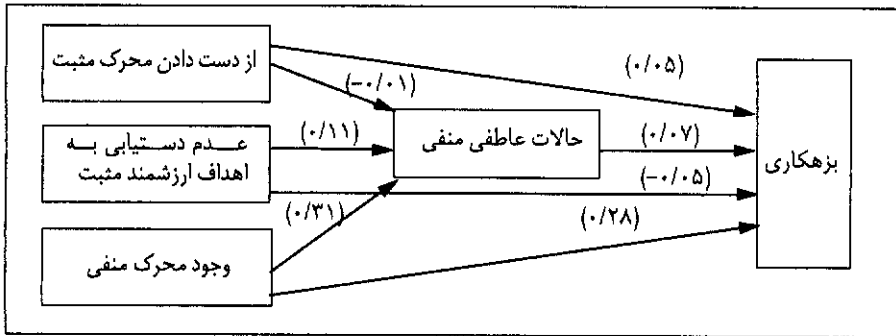 از دست دادن محرک مثبت
(۰/۰۵)
(-۰/۰۱)
حالات عاطفی منفی
عدم دستیابی به
اهداف ارزشمند مثبت
(۰/۱۱)
(۰/۰۷)
بزهکاری
(-۰/۰۵)
(۰/۳۱)
(۰/۲۸)
وجود محرک منفی